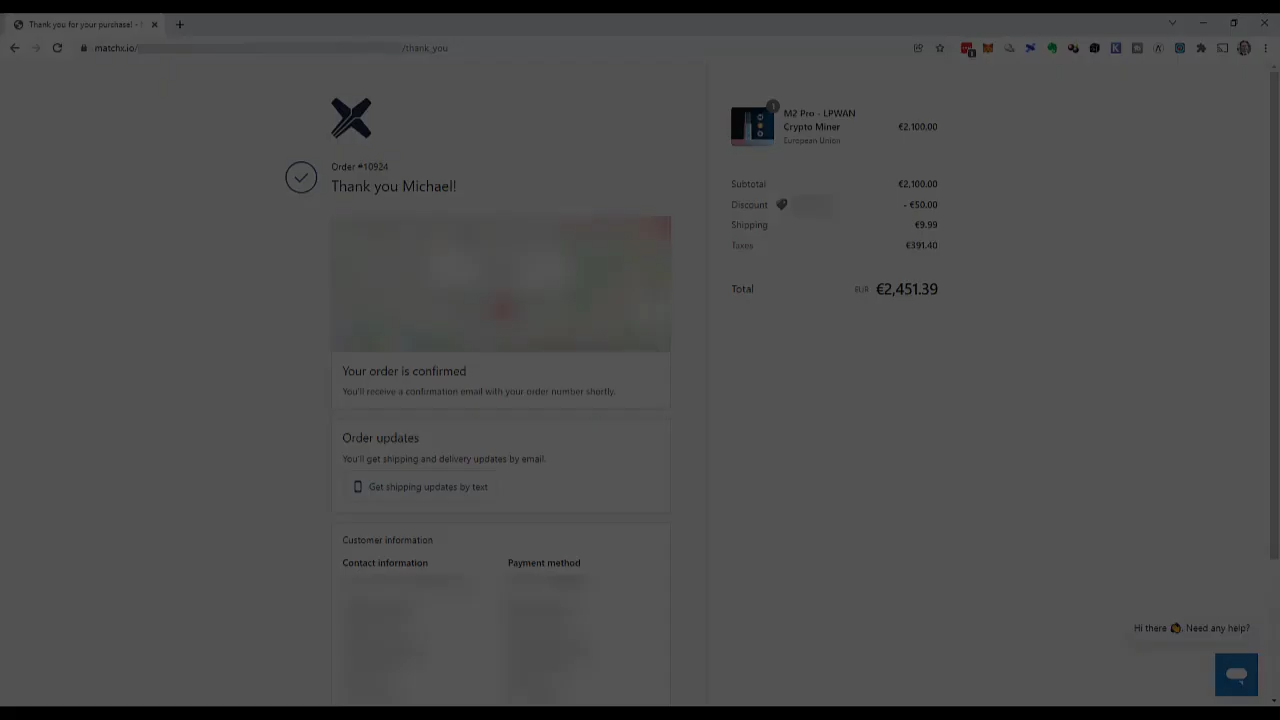 Thank you for your purchase! -
matchx.io/
/thank_you
Order #10924
Thank you Michael!
Your order is confirmed
You'll receive a confirmation email with your order number shortly.
Order updates
You'll get shipping and delivery updates by email.
Get shipping updates by text
Customer information
Contact information
Payment method
1
M2 Pro - LPWAN
Crypto Miner
European Union
€2,100.00
Subtotal €2,100.00
Discount - €50.00
Shipping €9.99
Taxes €391.40
Total EUR €2,451.39
Hi there 👋. Need any help?